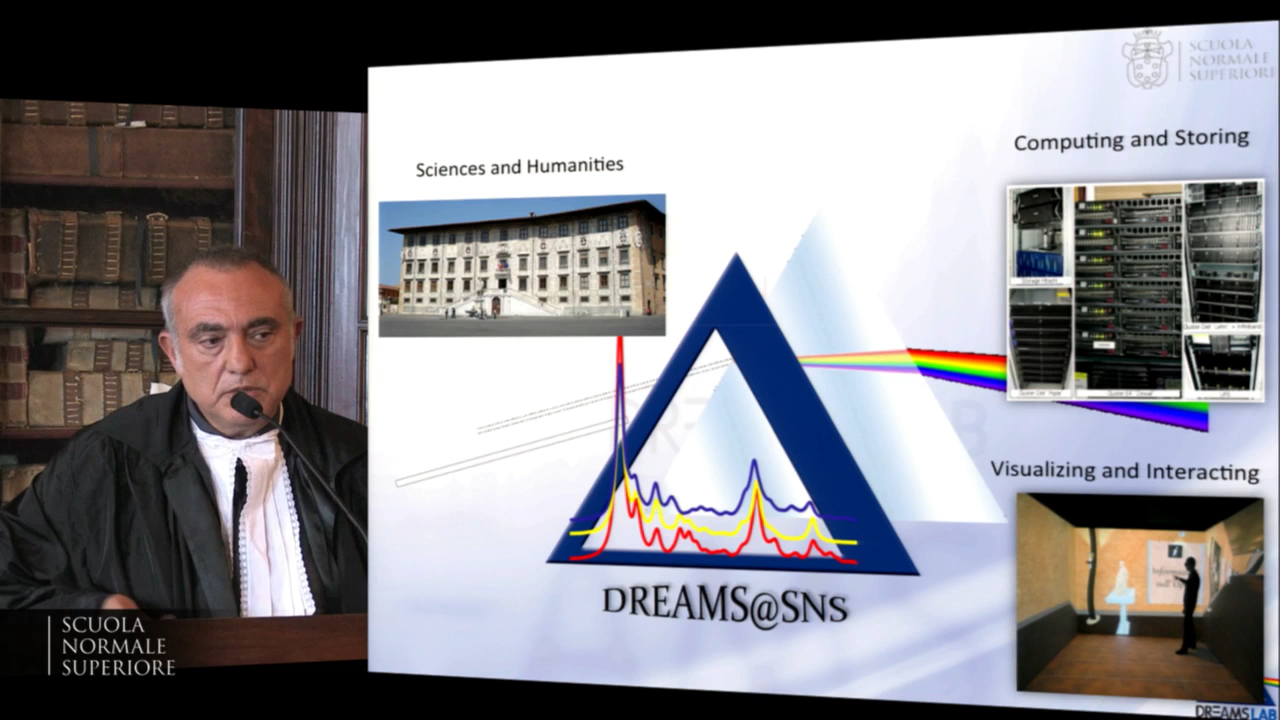 SCUOLA
NORMALE
SUPERIORE
Sciences and Humanities
Computing and Storing
Visualizing and Interacting
DREAMS@SNS
DREAMSLAB
SCUOLA
NORMALE
SUPERIORE